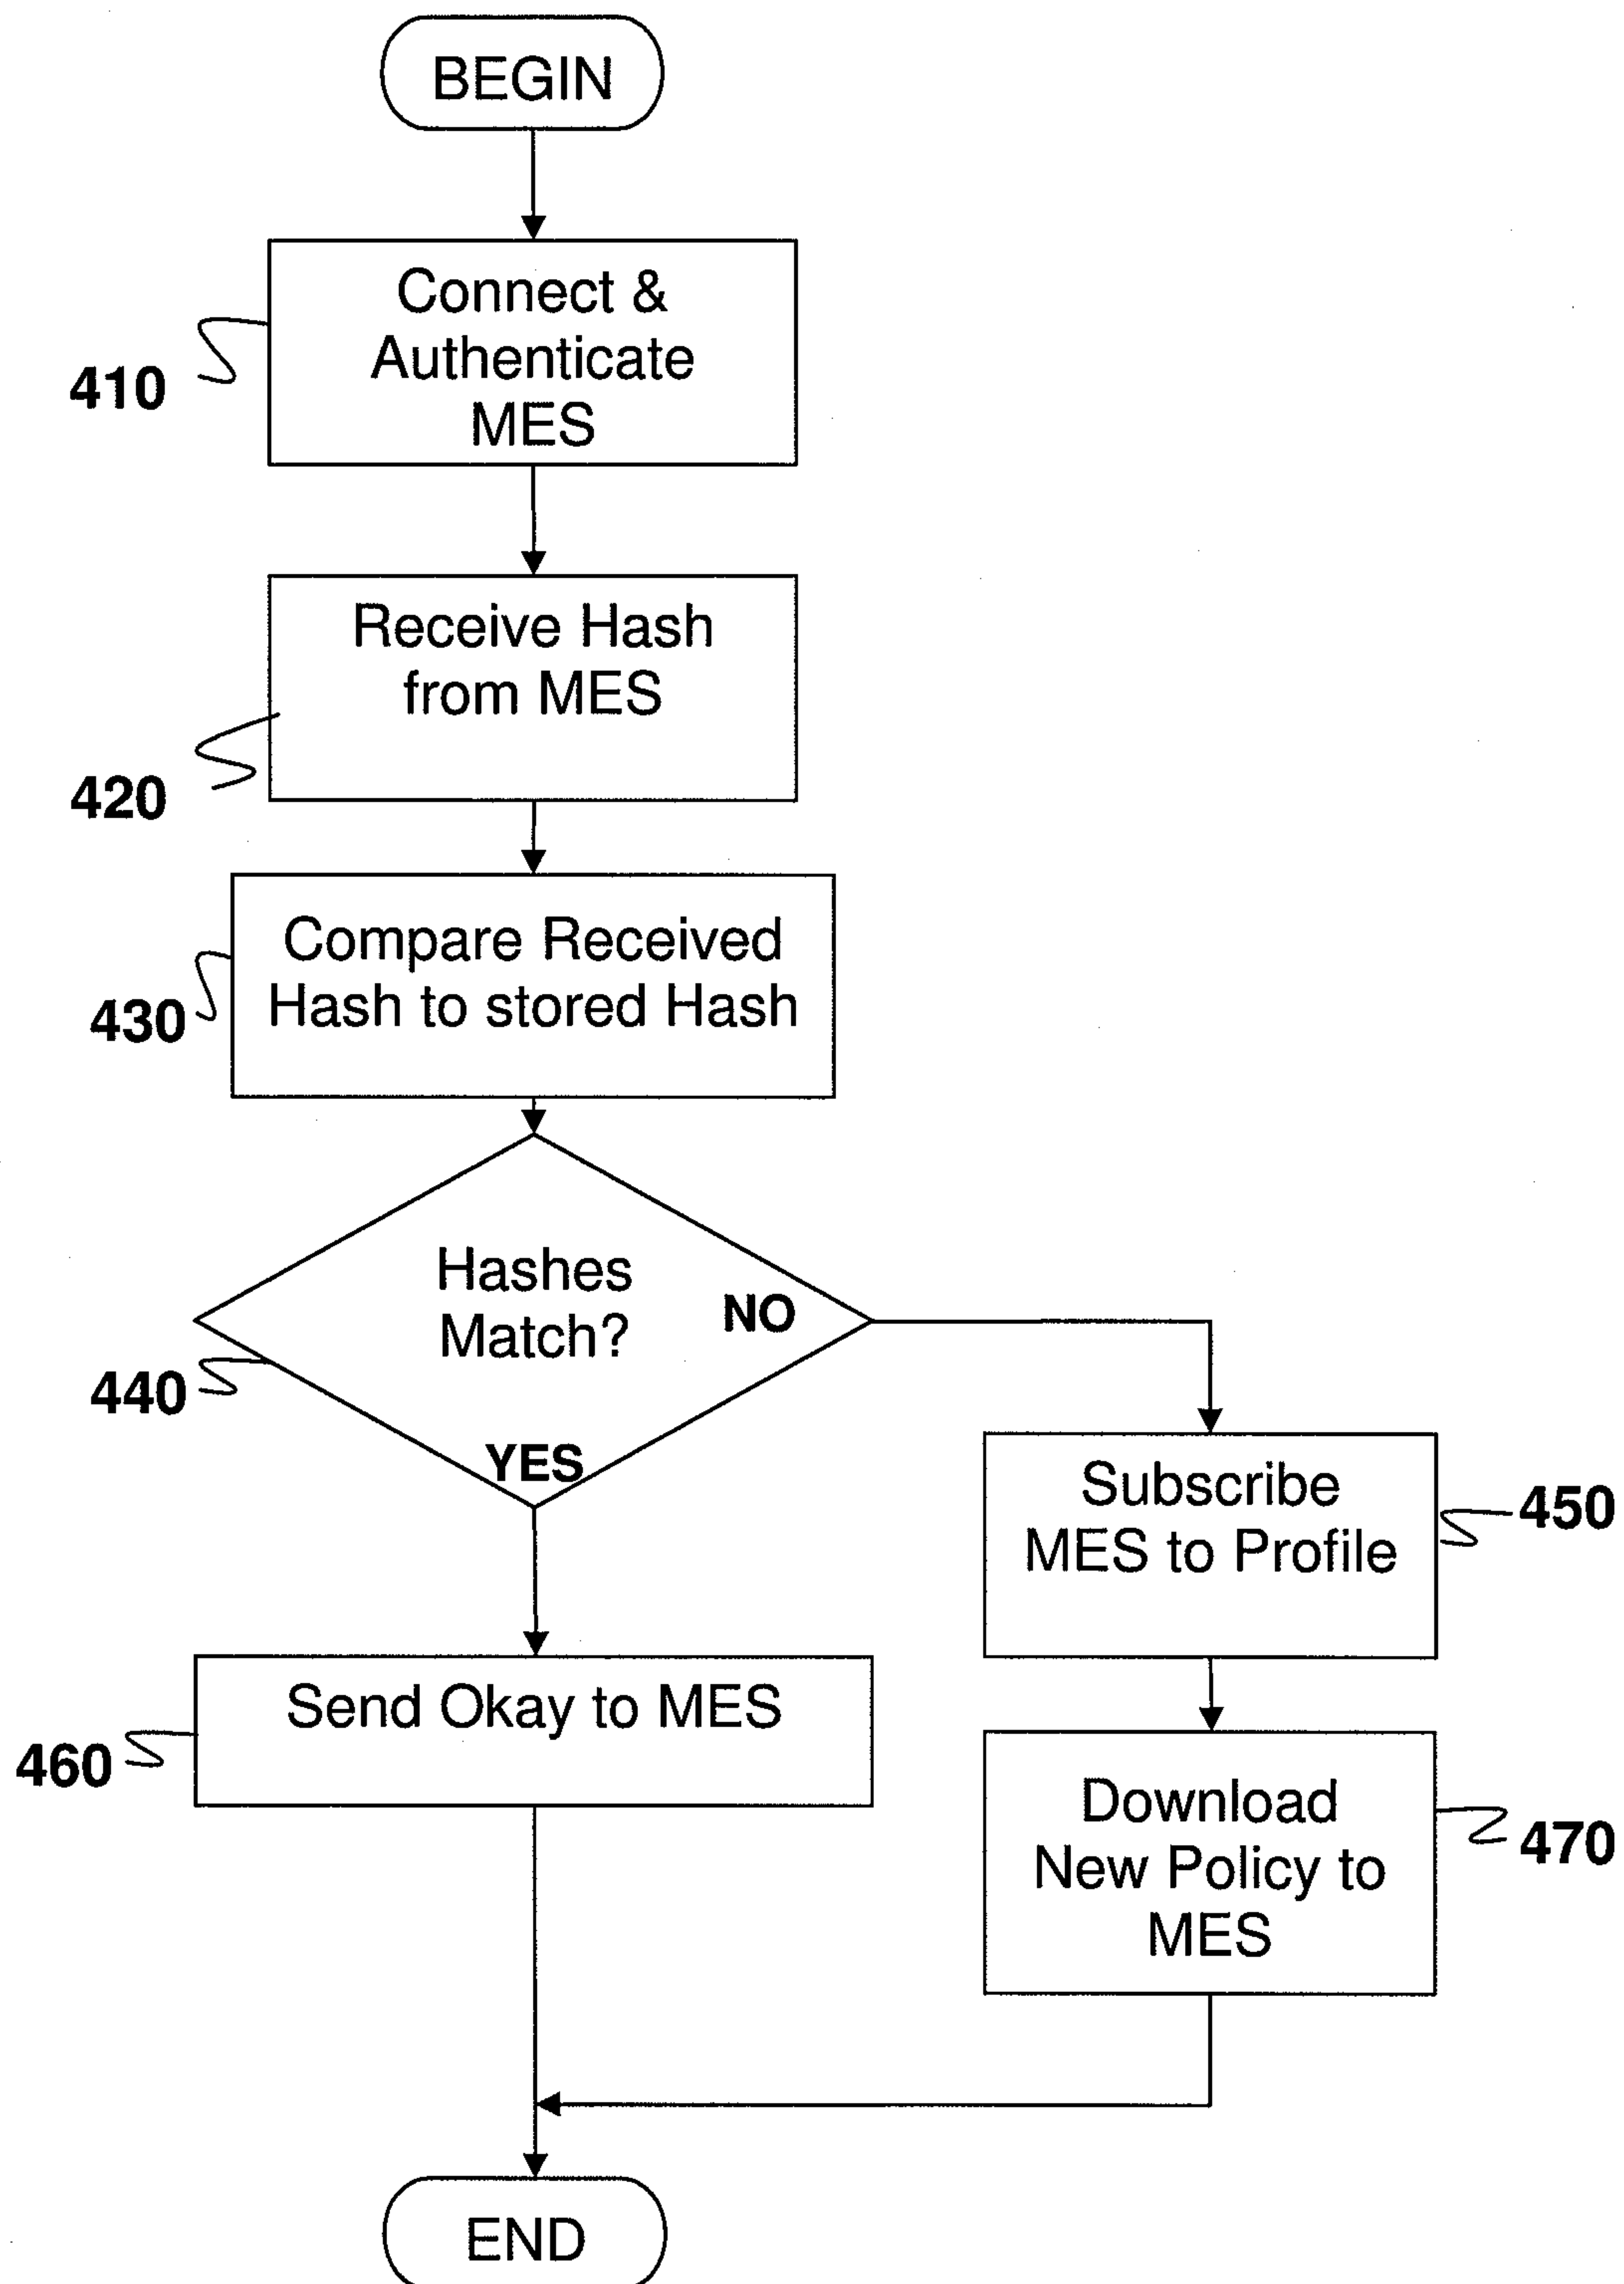 BEGIN
Connect &
Authenticate
MES
410
Receive Hash
from MES
420
Compare Received
Hash to stored Hash
430
Hashes
Match?
NO
440
YES
Subscribe
MES to Profile
450
Send Okay to MES
460
Download
New Policy to
MES
470
END